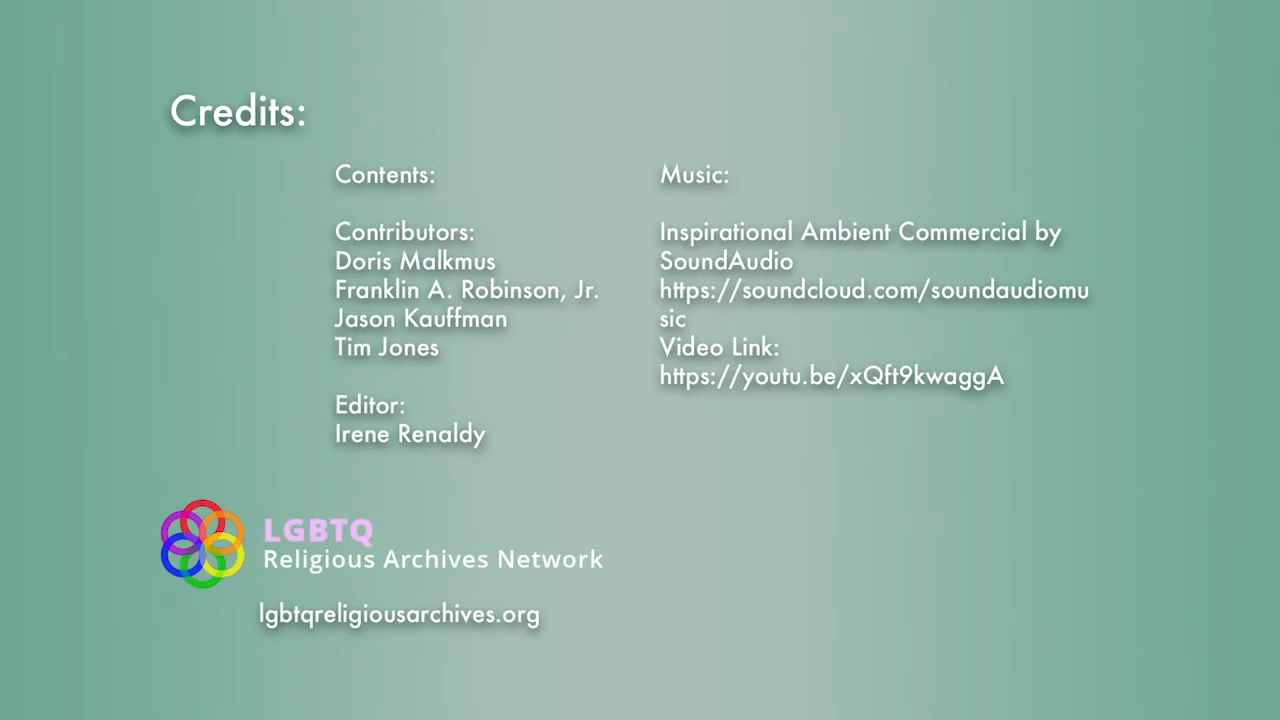 Credits:
Contents:
Contributors:
Doris Malkmus
Franklin A. Robinson, Jr.
Jason Kauffman
Tim Jones
Editor:
Irene Renaldy
Music:
Inspirational Ambient Commercial by
SoundAudio
https://soundcloud.com/soundaudiomu
sic
Video Link:
https://youtu.be/xQft9kwaggA
LGBTQ
Religious Archives Network
lgbtqreligiousarchives.org